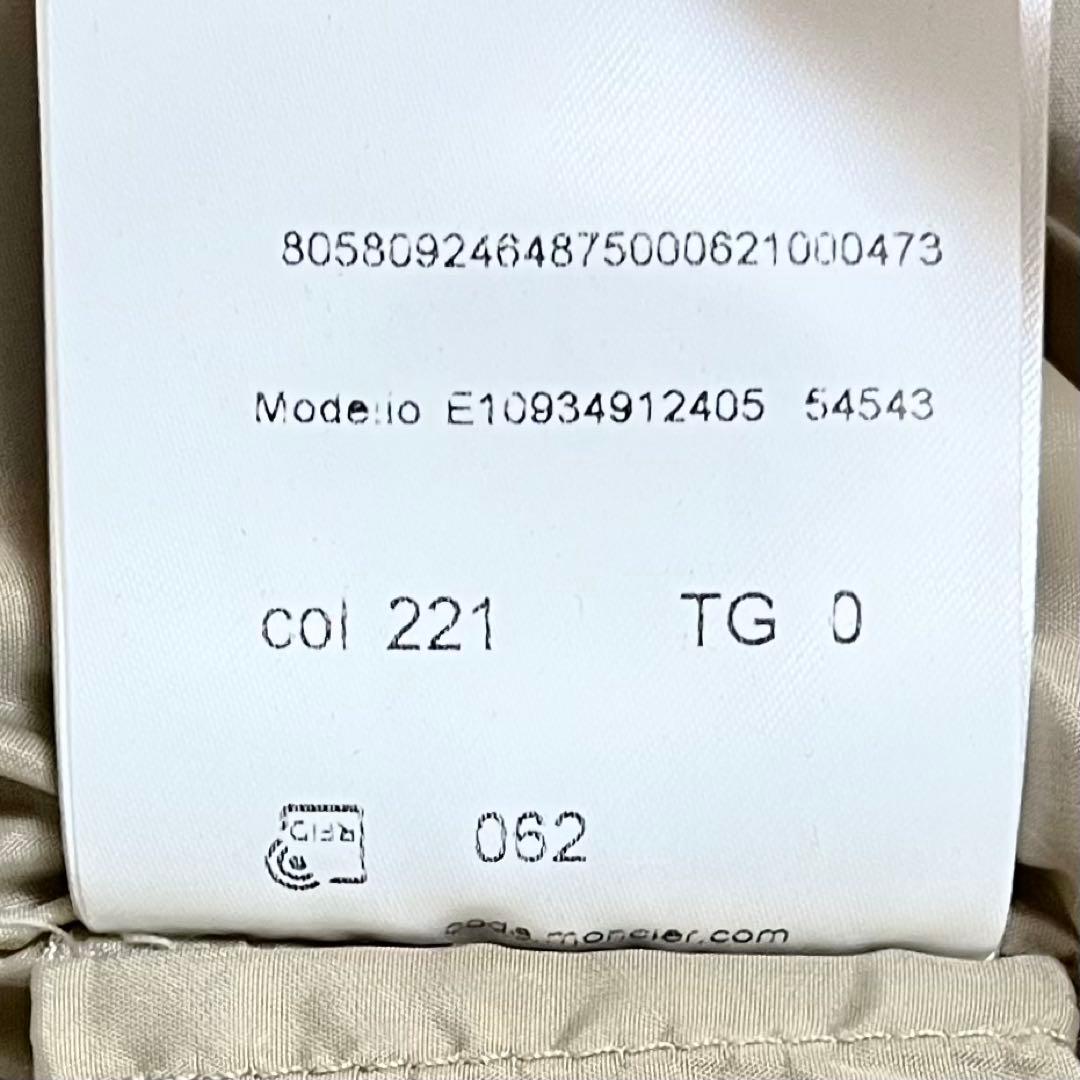 8058092464875000621000473
Modello E10934912405 54543
col 221 TG 0
RFID
062
code.moncler.com